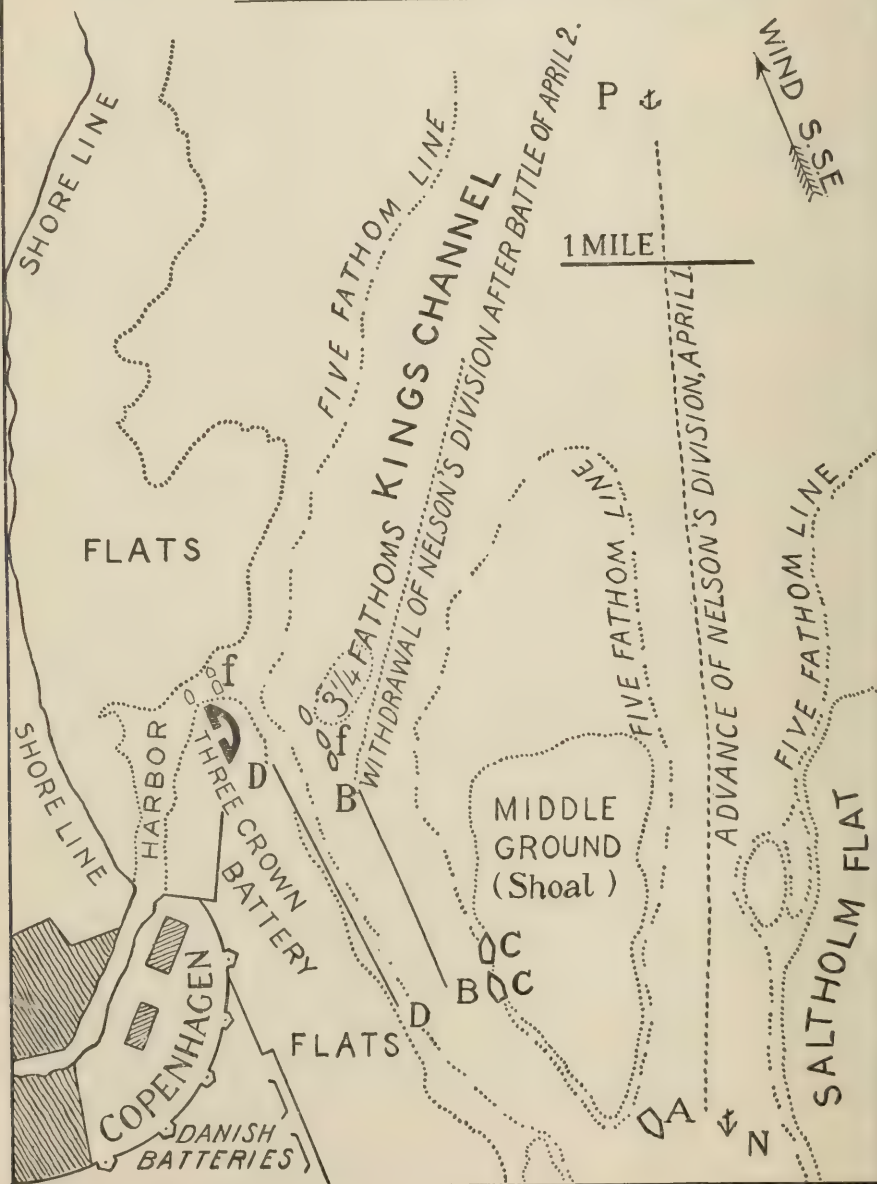 WIND S.SE
P
SHORE LINE
FIVE FATHOM LINE
KINGS CHANNEL
WITHDRAWAL OF NELSON'S DIVISION AFTER BATTLE OF APRIL 2.
1 MILE
ADVANCE OF NELSON'S DIVISION, APRIL 1
FIVE FATHOM LINE
FIVE FATHOM LINE
FLATS
3¼ FATHOMS
f
f
SHORE LINE
HARBOR
THREE CROWN
BATTERY
D
B
MIDDLE
GROUND
(Shoal)
SALTHOLM FLAT
C
C
B
D
FLATS
COPENHAGEN
DANISH
BATTERIES
A
N